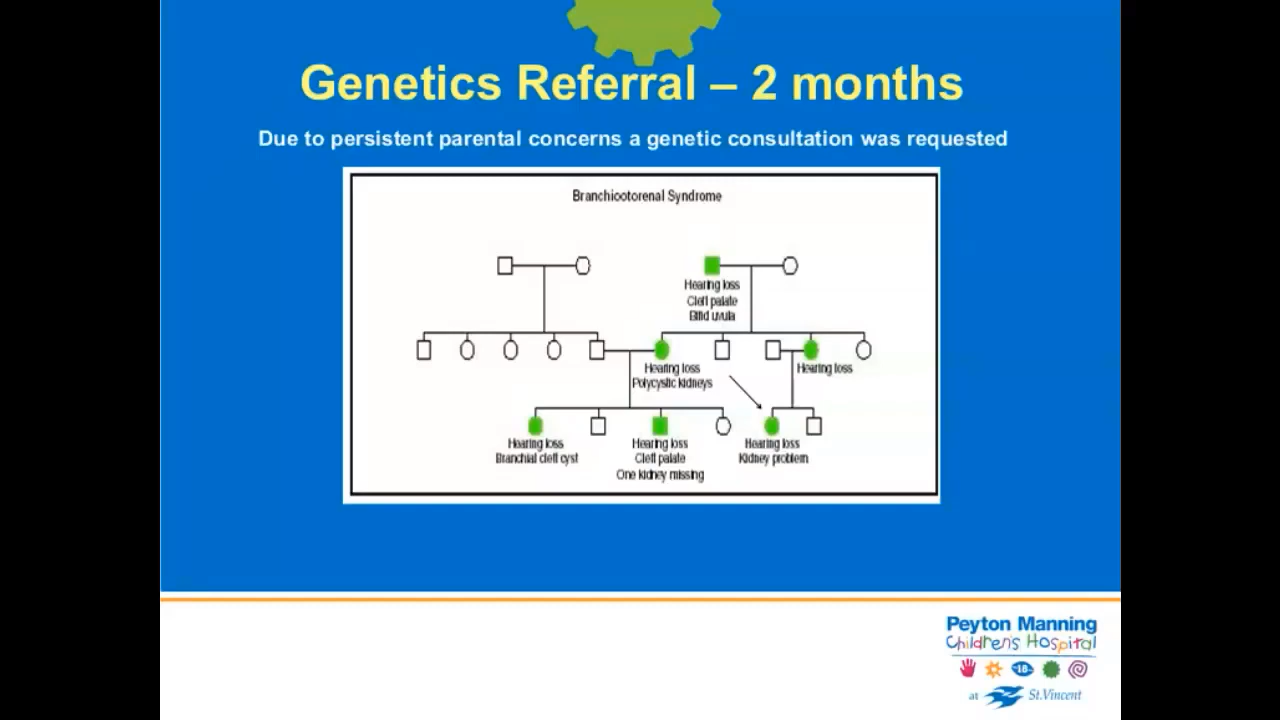 Genetics Referral – 2 months
Due to persistent parental concerns a genetic consultation was requested
Branchiootorenal Syndrome
Hearing loss
Cleft palate
Bifid uvula
Hearing loss
Polycystic kidneys
Hearing loss
Hearing loss
Branchial cleft cyst
Hearing loss
Cleft palate
One kidney missing
Hearing loss
Kidney problem
Peyton Manning
Children's Hospital
18
at St.Vincent